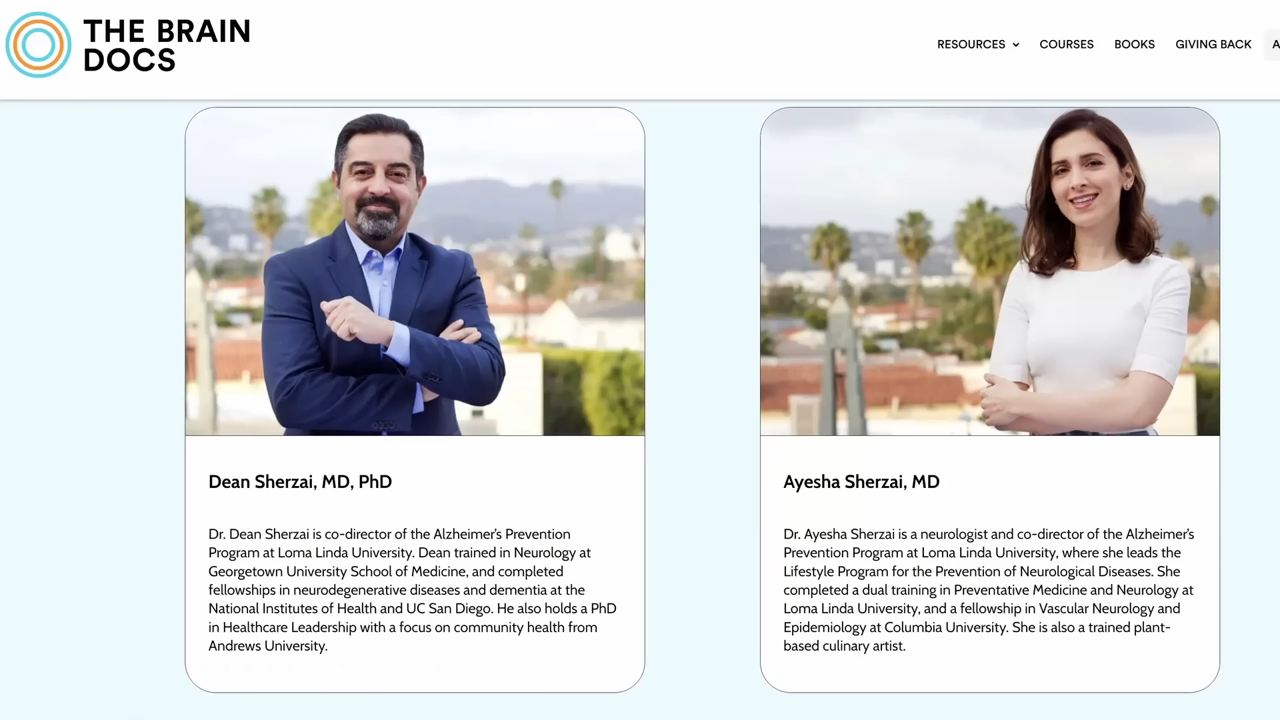 THE BRAIN
DOCS
RESOURCES
COURSES
BOOKS
GIVING BACK
A
Dean Sherzai, MD, PhD
Dr. Dean Sherzai is co-director of the Alzheimer's Prevention
Program at Loma Linda University. Dean trained in Neurology at
Georgetown University School of Medicine, and completed
fellowships in neurodegenerative diseases and dementia at the
National Institutes of Health and UC San Diego. He also holds a PhD
in Healthcare Leadership with a focus on community health from
Andrews University.
Ayesha Sherzai, MD
Dr. Ayesha Sherzai is a neurologist and co-director of the Alzheimer's
Prevention Program at Loma Linda University, where she leads the
Lifestyle Program for the Prevention of Neurological Diseases. She
completed a dual training in Preventative Medicine and Neurology at
Loma Linda University, and a fellowship in Vascular Neurology and
Epidemiology at Columbia University. She is also a trained plant-
based culinary artist.